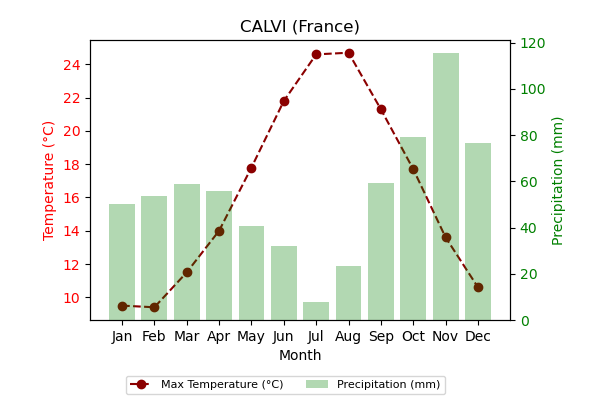 CALVI (France)
Temperature (°C)
24
22
20
18
16
14
12
10
120
100
80
60
40
20
0
Precipitation (mm)
Jan Feb Mar Apr May Jun Jul Aug Sep Oct Nov Dec
Month
Max Temperature (°C) Precipitation (mm)